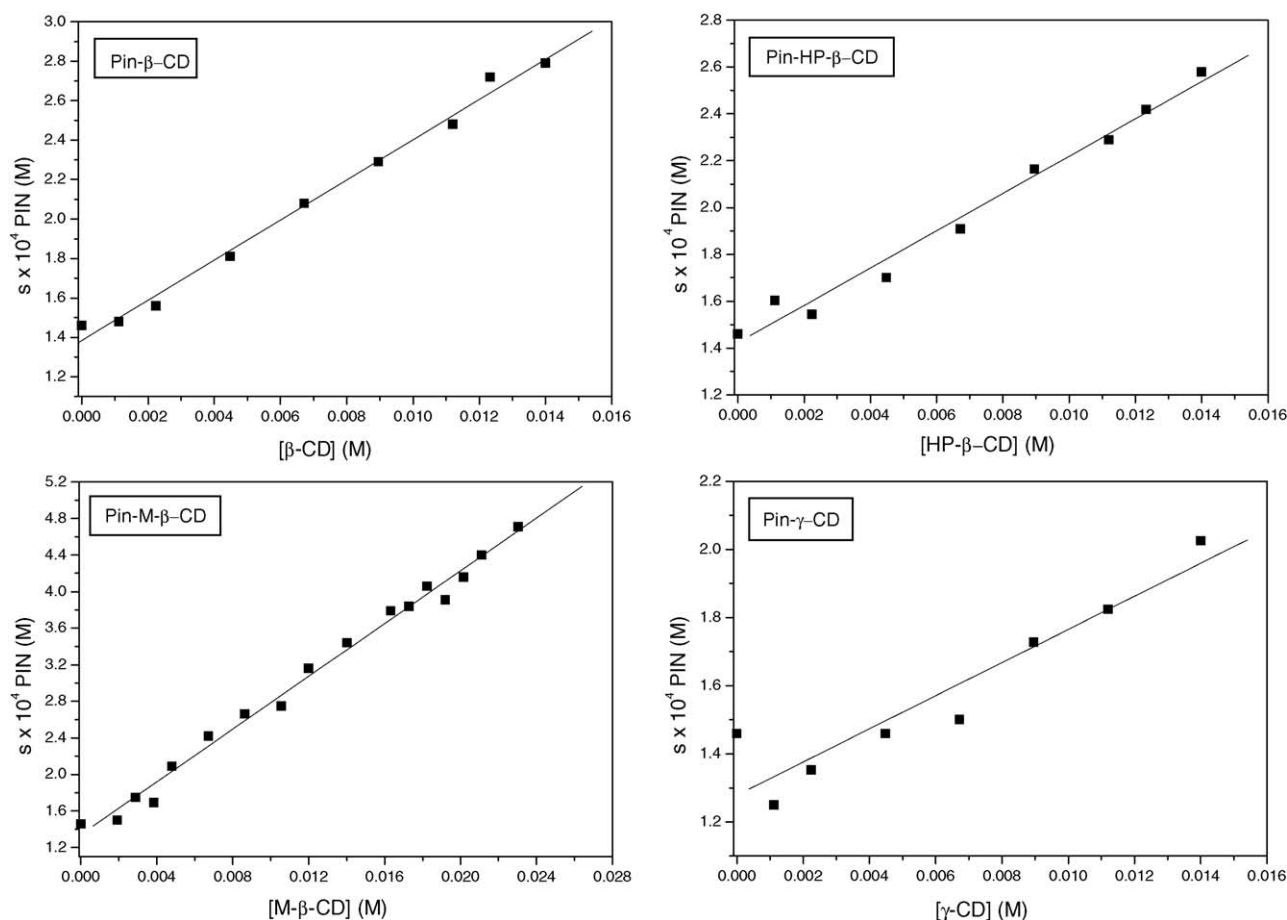 Pin-β–CD
3.0
2.8
2.6
2.4
2.2
2.0
1.8
1.6
1.4
1.2
s x 10⁴ PIN (M)
0.000 0.002 0.004 0.006 0.008 0.010 0.012 0.014 0.016
[β-CD] (M)
Pin-HP-β–CD
2.8
2.6
2.4
2.2
2.0
1.8
1.6
1.4
1.2
s x 10⁴ PIN (M)
0.000 0.002 0.004 0.006 0.008 0.010 0.012 0.014 0.016
[HP-β–CD] (M)
Pin-M-β–CD
5.2
4.8
4.4
4.0
3.6
3.2
2.8
2.4
2.0
1.6
1.2
s x 10⁴ PIN (M)
0.000 0.004 0.008 0.012 0.016 0.020 0.024 0.028
[M-β-CD] (M)
Pin-γ–CD
2.2
2.0
1.8
1.6
1.4
1.2
s x 10⁴ PIN (M)
0.000 0.002 0.004 0.006 0.008 0.010 0.012 0.014 0.016
[γ-CD] (M)